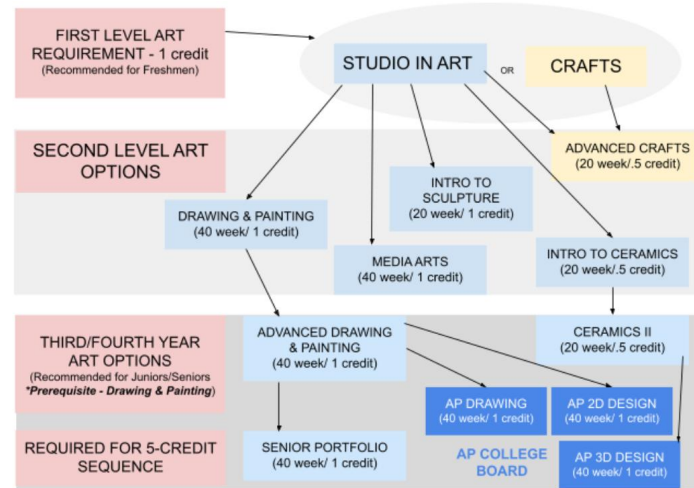 FIRST LEVEL ART
REQUIREMENT - 1 credit
(Recommended for Freshmen)
STUDIO IN ART
OR
CRAFTS
SECOND LEVEL ART
OPTIONS
ADVANCED CRAFTS
(20 week/.5 credit)
INTRO TO
SCULPTURE
(20 week/ 1 credit)
DRAWING & PAINTING
(40 week/ 1 credit)
MEDIA ARTS
(40 week/ 1 credit)
INTRO TO CERAMICS
(20 week/.5 credit)
THIRD/FOURTH YEAR
ART OPTIONS
(Recommended for Juniors/Seniors
*Prerequisite - Drawing & Painting)
ADVANCED DRAWING
& PAINTING
(40 week/ 1 credit)
CERAMICS II
(20 week/.5 credit)
AP DRAWING
(40 week/ 1 credit)
AP 2D DESIGN
(40 week/ 1 credit)
REQUIRED FOR 5-CREDIT
SEQUENCE
SENIOR PORTFOLIO
(40 week/ 1 credit)
AP COLLEGE
BOARD
AP 3D DESIGN
(40 week/ 1 credit)